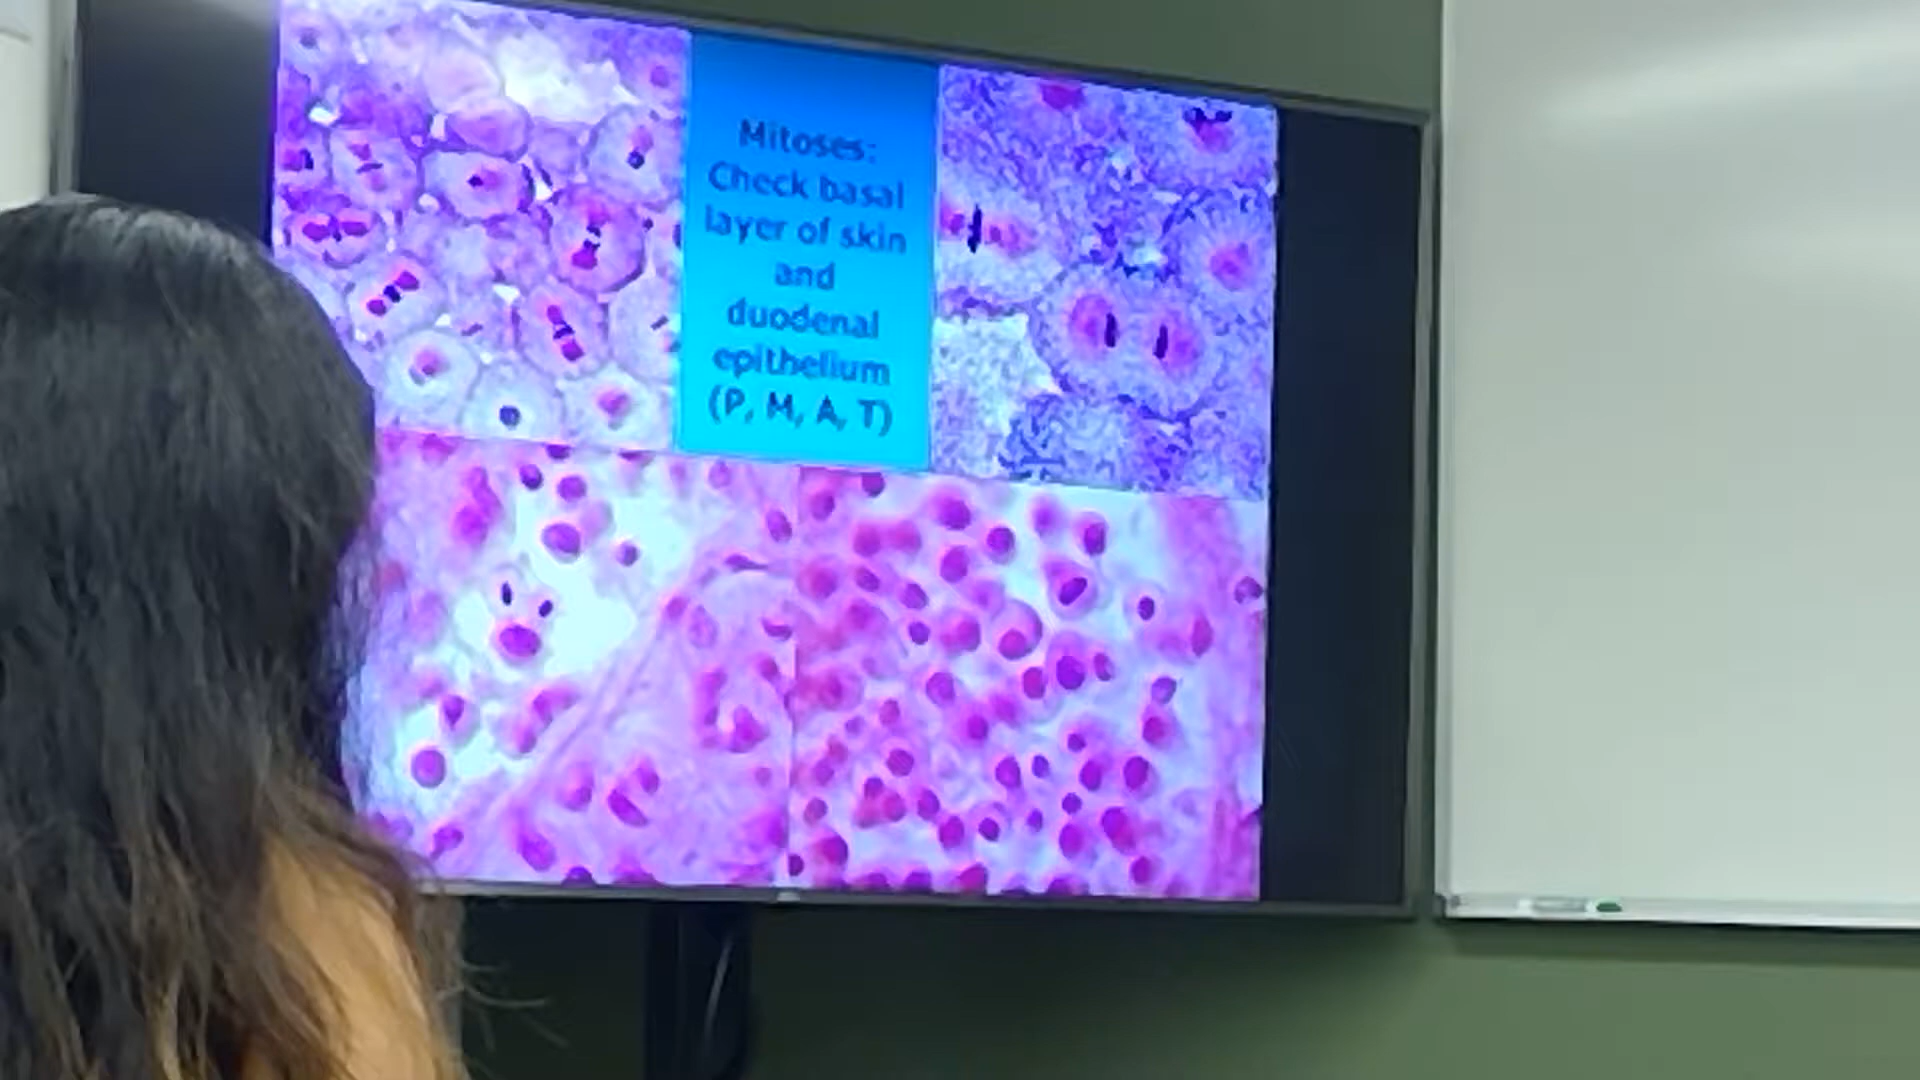 Mitoses:
Check basal
layer of skin
and
duodenal
epithelium
(P, M, A, T)